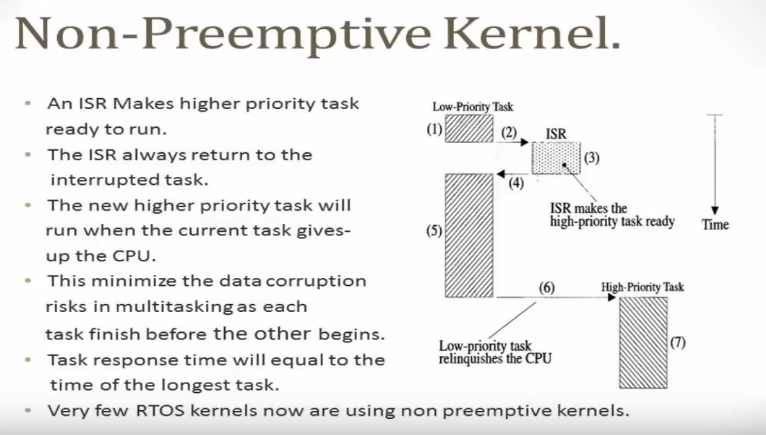 Non-Preemptive Kernel.
• An ISR Makes higher priority task
ready to run.
• The ISR always return to the
interrupted task.
• The new higher priority task will
run when the current task gives-
up the CPU.
• This minimize the data corruption
risks in multitasking as each
task finish before the other begins.
• Task response time will equal to the
time of the longest task.
• Very few RTOS kernels now are using non preemptive kernels.
Low-Priority Task
(1)
(2)
ISR
(3)
(4)
ISR makes the
high-priority task ready
Time
(5)
(6)
High-Priority Task
Low-priority task
relinquishes the CPU
(7)